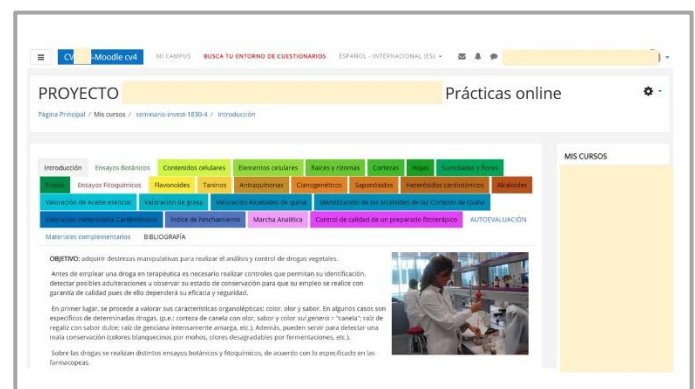 CV -Moodle cv4 MI CAMPUS BUSCA TU ENTORNO DE CUESTIONARIOS ESPAÑOL - INTERNACIONAL (ES)
PROYECTO Prácticas online
Página Principal / Mis cursos / seminario-invest-1830-4 / Introducción
MIS CURSOS
Introducción Ensayos Botánicos Contenidos celulares Elementos celulares Raíces y rizomas Cortezas Hojas Sumidades y flores
Frutos Ensayos Fitoquímicos Flavonoides Taninos Antraquinonas Cianogenéticos Saponósidos Heterósidos cardiotónicos Alcaloides
Valoración de Aceite esencial Valoración de grasa Valoración Alcaloides de quina Identificación de los alcaloides de las Cortezas de Quina
Valoración Heterósidos Cardiotónicos Índice de hinchamiento Marcha Analítica Control de calidad de un preparado fitoterápico AUTOEVALUACIÓN
Materiales complementarios BIBLIOGRAFÍA
OBJETIVO: adquirir destrezas manipulativas para realizar el análisis y control de drogas vegetales.
Antes de emplear una droga en terapéutica es necesario realizar controles que permitan su identificación,
detectar posibles adulteraciones u observar su estado de conservación para que su empleo se realice con
garantía de calidad pues de ello dependerá su eficacia y seguridad.
En primer lugar, se procede a valorar sus características organolépticas: color, olor y sabor. En algunos casos son
específicos de determinadas drogas. (p.e.: corteza de canela con olor, sabor y color sui generis = "canela"; raíz de
regaliz con sabor dulce; raíz de genciana intensamente amarga, etc.). Además, pueden servir para detectar una
mala conservación (colores blanquecinos por mohos, olores desagradables por fermentaciones, etc.).
Sobre las drogas se realizan distintos ensayos botánicos y fitoquímicos, de acuerdo con lo especificado en las
farmacopeas.